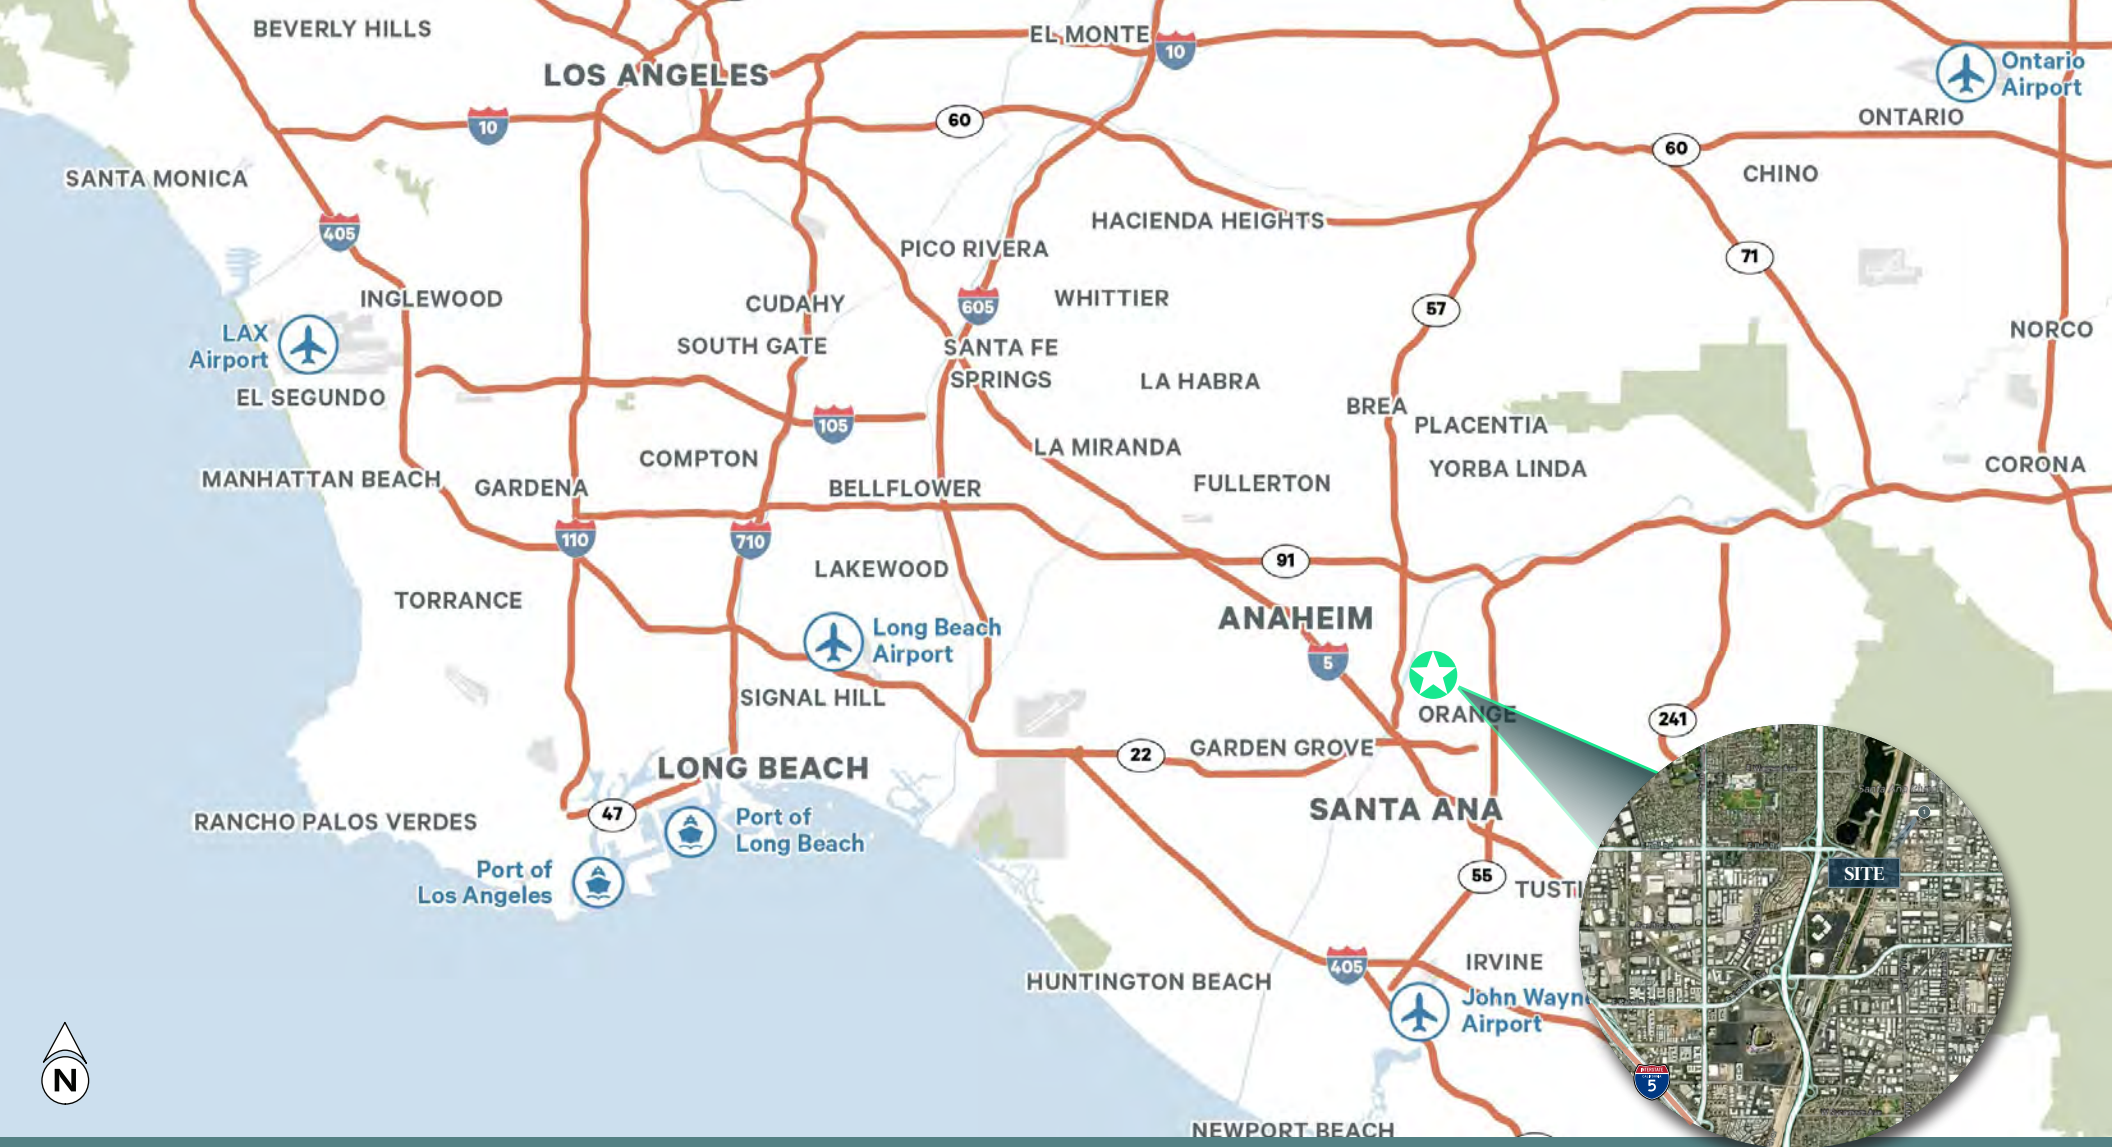 BEVERLY HILLS
EL MONTE
10
LOS ANGELES
Ontario
Airport
10
60
ONTARIO
60
SANTA MONICA
CHINO
405
HACIENDA HEIGHTS
PICO RIVERA
71
INGLEWOOD
CUDAHY
605
WHITTIER
57
LAX
Airport
SOUTH GATE
SANTA FE
SPRINGS
NORCO
EL SEGUNDO
LA HABRA
BREA
PLACENTIA
105
COMPTON
LA MIRANDA
YORBA LINDA
CORONA
MANHATTAN BEACH
GARDENA
BELLFLOWER
FULLERTON
110
710
91
LAKEWOOD
TORRANCE
ANAHEIM
Long Beach
Airport
5
SIGNAL HILL
ORANGE
241
22
GARDEN GROVE
LONG BEACH
SANTA ANA
47
RANCHO PALOS VERDES
Port of
Long Beach
Port of
Los Angeles
55
TUSTI
SITE
405
IRVINE
HUNTINGTON BEACH
John Wayn
Airport
N
5
NEWPORT BEACH